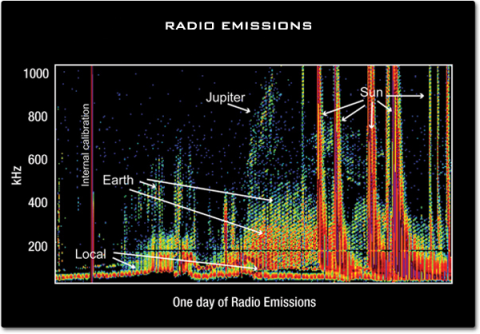 RADIO EMISSIONS
1000
800
600
400
200
kHz
Internal calibration
Jupiter
Sun
Earth
Local
One day of Radio Emissions